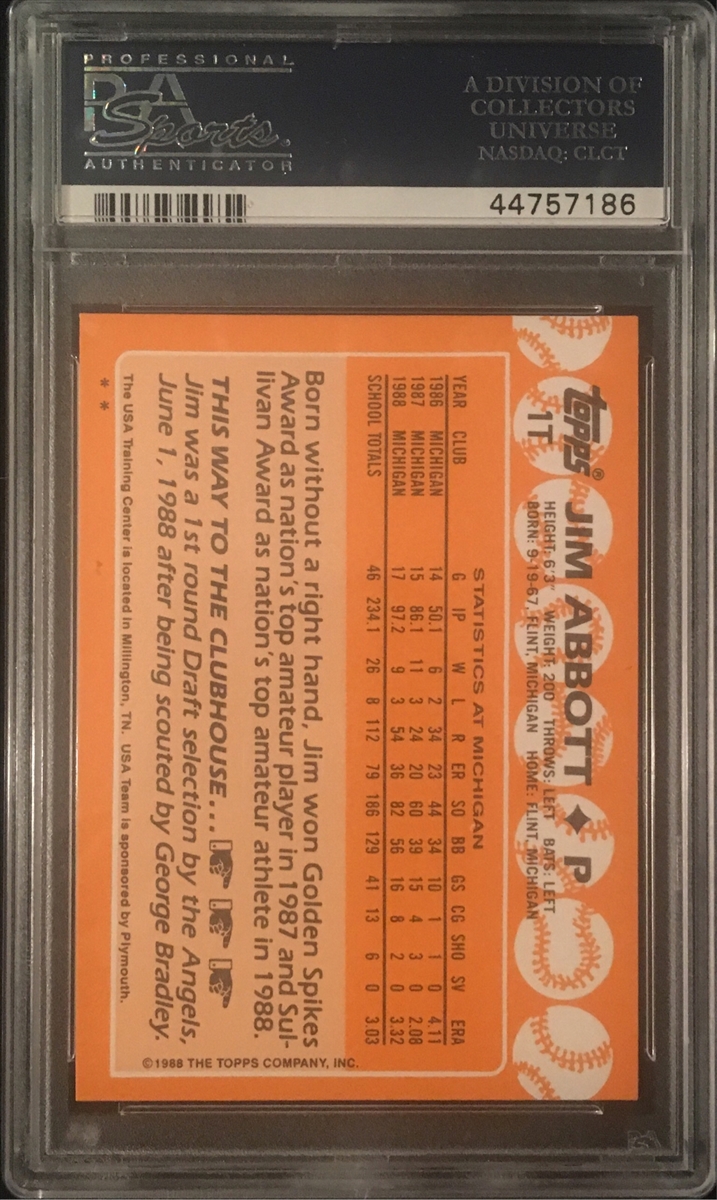 PROFESSIONAL
PSA
Sports.
AUTHENTICATOR
A DIVISION OF
COLLECTORS
UNIVERSE
NASDAQ: CLCT
44757186
topps® JIM ABBOTT ◆ P
1T
HEIGHT: 6'3" WEIGHT: 200 THROWS: LEFT BATS: LEFT
BORN: 9-19-67, FLINT, MICHIGAN HOME: FLINT, MICHIGAN
STATISTICS AT MICHIGAN
YEAR CLUB G IP W L R ER SO BB GS CG SHO SV ERA
1986 MICHIGAN 14 50.1 6 2 34 23 44 34 10 1 1 0 4.11
1987 MICHIGAN 15 86.1 11 3 24 20 60 39 15 4 3 0 2.08
1988 MICHIGAN 17 97.2 9 3 54 36 82 56 16 8 2 0 3.32
SCHOOL TOTALS 46 234.1 26 8 112 79 186 129 41 13 6 0 3.03
Born without a right hand, Jim won Golden Spikes
Award as nation's top amateur player in 1987 and Sul-
livan Award as nation's top amateur athlete in 1988.
THIS WAY TO THE CLUBHOUSE...
Jim was a 1st round Draft selection by the Angels,
June 1, 1988 after being scouted by George Bradley.
©1988 THE TOPPS COMPANY, INC.
The USA Training Center is located in Millington, TN. USA Team is sponsored by Plymouth.
* *